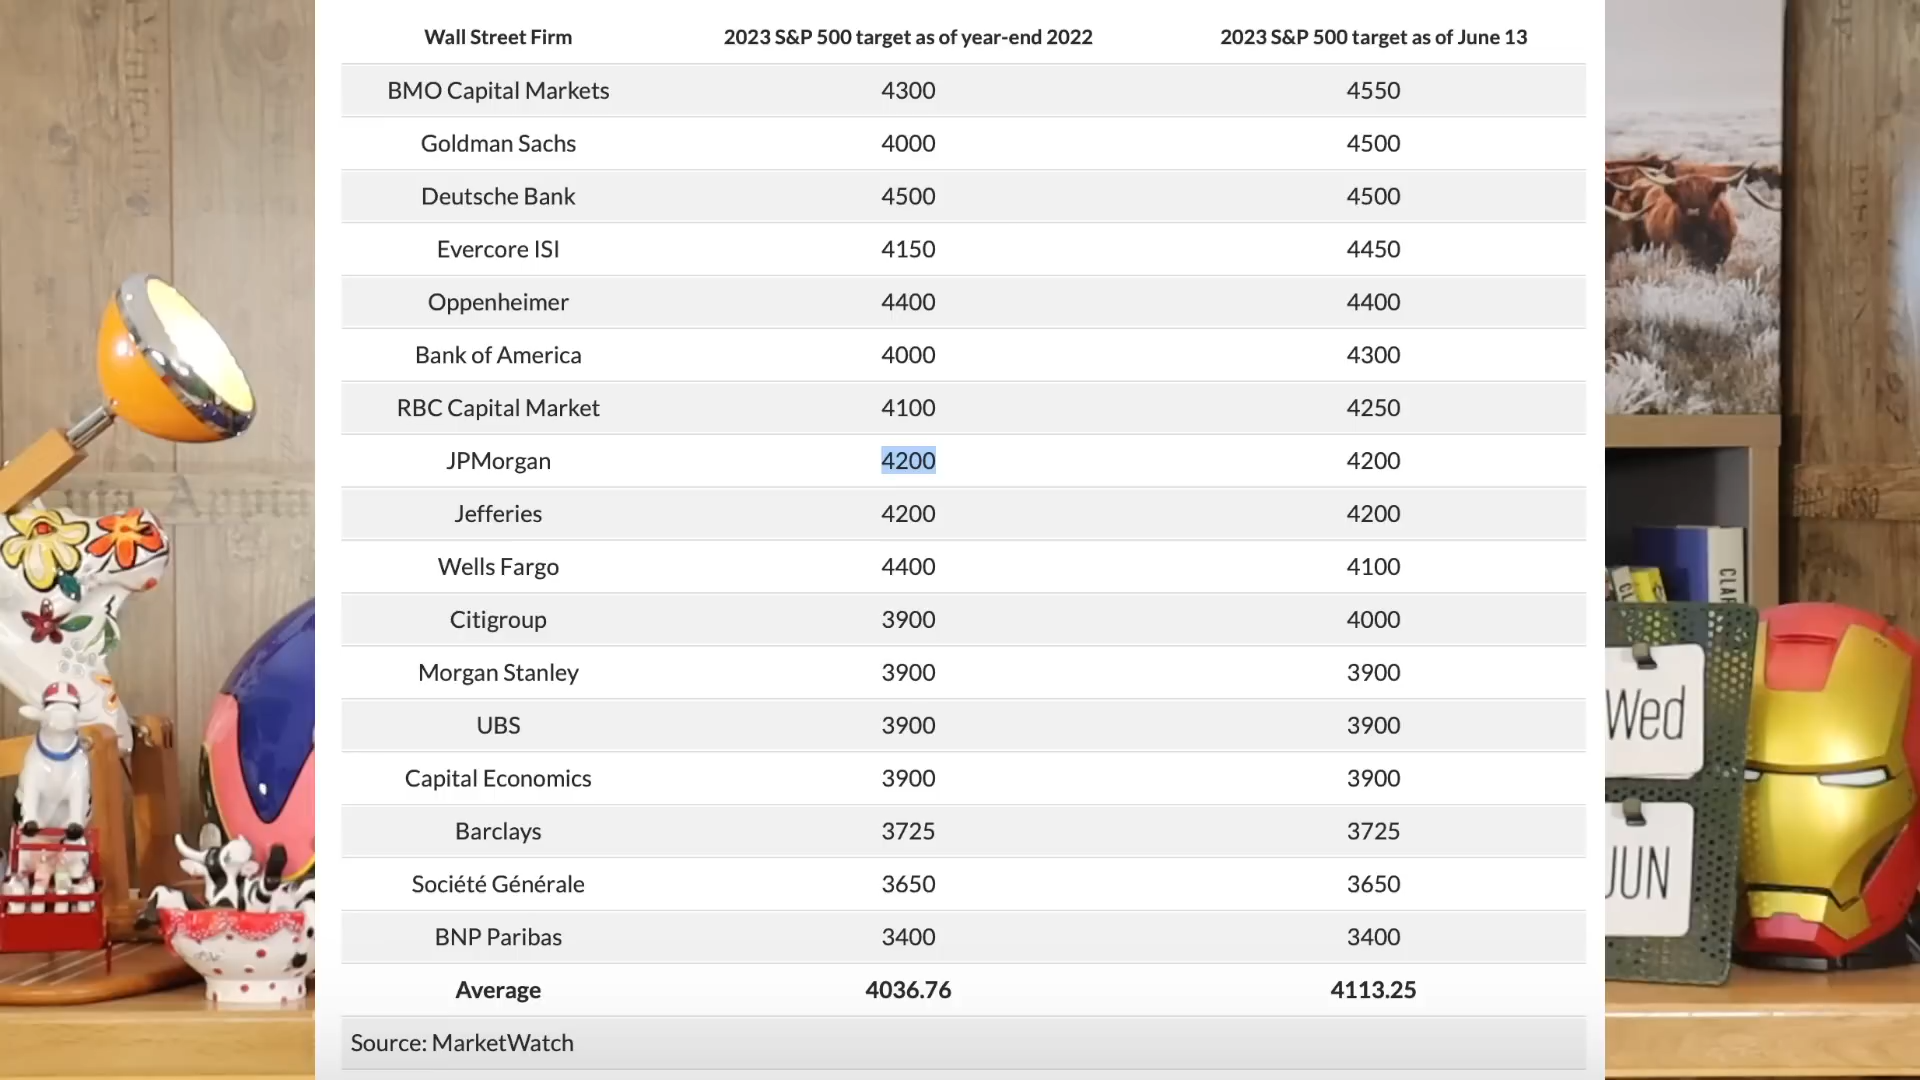 Wall Street Firm 2023 S&P 500 target as of year-end 2022 2023 S&P 500 target as of June 13
BMO Capital Markets 4300 4550
Goldman Sachs 4000 4500
Deutsche Bank 4500 4500
Evercore ISI 4150 4450
Oppenheimer 4400 4400
Bank of America 4000 4300
RBC Capital Market 4100 4250
JPMorgan 4200 4200
Jefferies 4200 4200
Wells Fargo 4400 4100
Citigroup 3900 4000
Morgan Stanley 3900 3900
UBS 3900 3900
Capital Economics 3900 3900
Barclays 3725 3725
Société Générale 3650 3650
BNP Paribas 3400 3400
Average 4036.76 4113.25
Source: MarketWatch
Wed
JUN